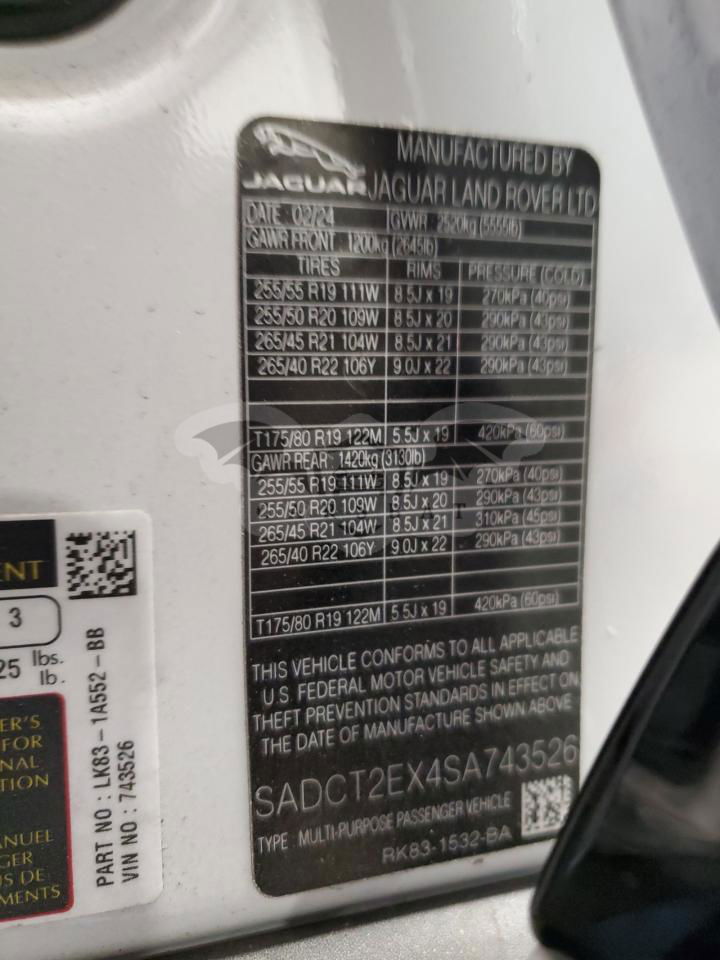 JAGUAR
MANUFACTURED BY
JAGUAR LAND ROVER LTD
DATE : 02/24 GVWR : 2520kg (5555lb)
GAWR FRONT : 1200kg (2645lb)
TIRES RIMS PRESSURE (COLD)
255/55 R19 111W 8.5J x 19 270kPa (40psi)
255/50 R20 109W 8.5J x 20 290kPa (43psi)
265/45 R21 104W 8.5J x 21 290kPa (43psi)
265/40 R22 106Y 9.0J x 22 290kPa (43psi)
T175/80 R19 122M 5.5J x 19 420kPa (60psi)
GAWR REAR : 1420kg (3130lb)
255/55 R19 111W 8.5J x 19 270kPa (40psi)
255/50 R20 109W 8.5J x 20 290kPa (43psi)
265/45 R21 104W 8.5J x 21 310kPa (45psi)
265/40 R22 106Y 9.0J x 22 290kPa (43psi)
T175/80 R19 122M 5.5J x 19 420kPa (60psi)
THIS VEHICLE CONFORMS TO ALL APPLICABLE
U.S. FEDERAL MOTOR VEHICLE SAFETY AND
THEFT PREVENTION STANDARDS IN EFFECT ON
THE DATE OF MANUFACTURE SHOWN ABOVE
SADCT2EX4SA743526
TYPE : MULTI-PURPOSE PASSENGER VEHICLE
RK83-1532-BA
ENT
3
25 lbs.
lb.
ER'S
FOR
NAL
TION
MANUEL
GER
US DE
EMENTS
PART NO : LK83-1A552-BB
VIN NO : 743526